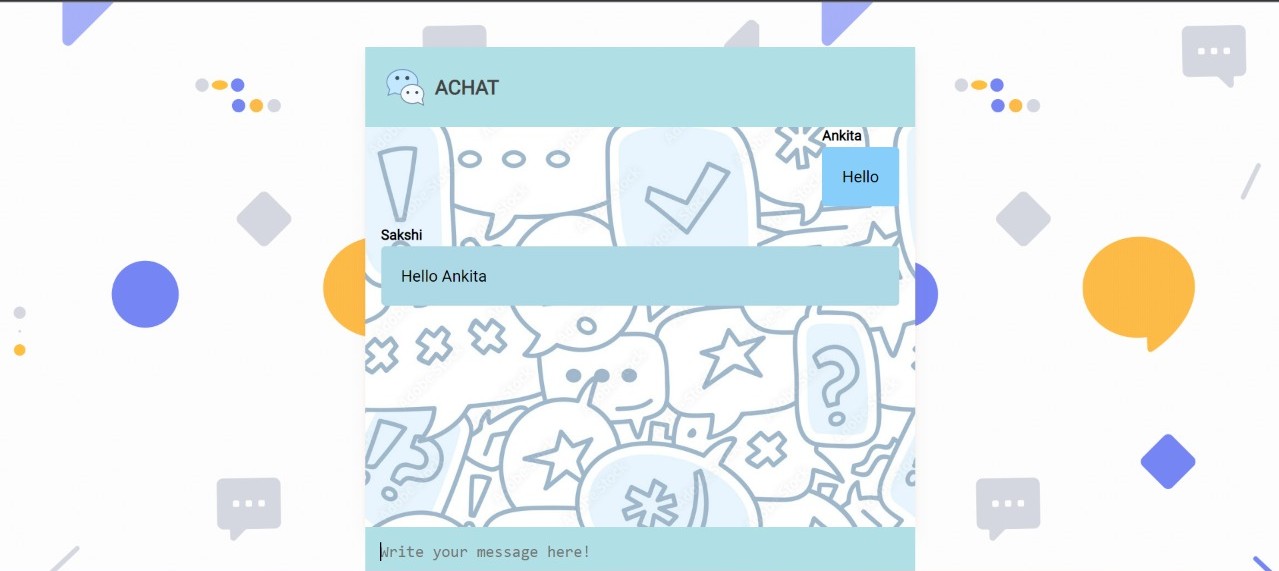 ACHAT
Ankita
Hello
Sakshi
Hello Ankita
Write your message here!